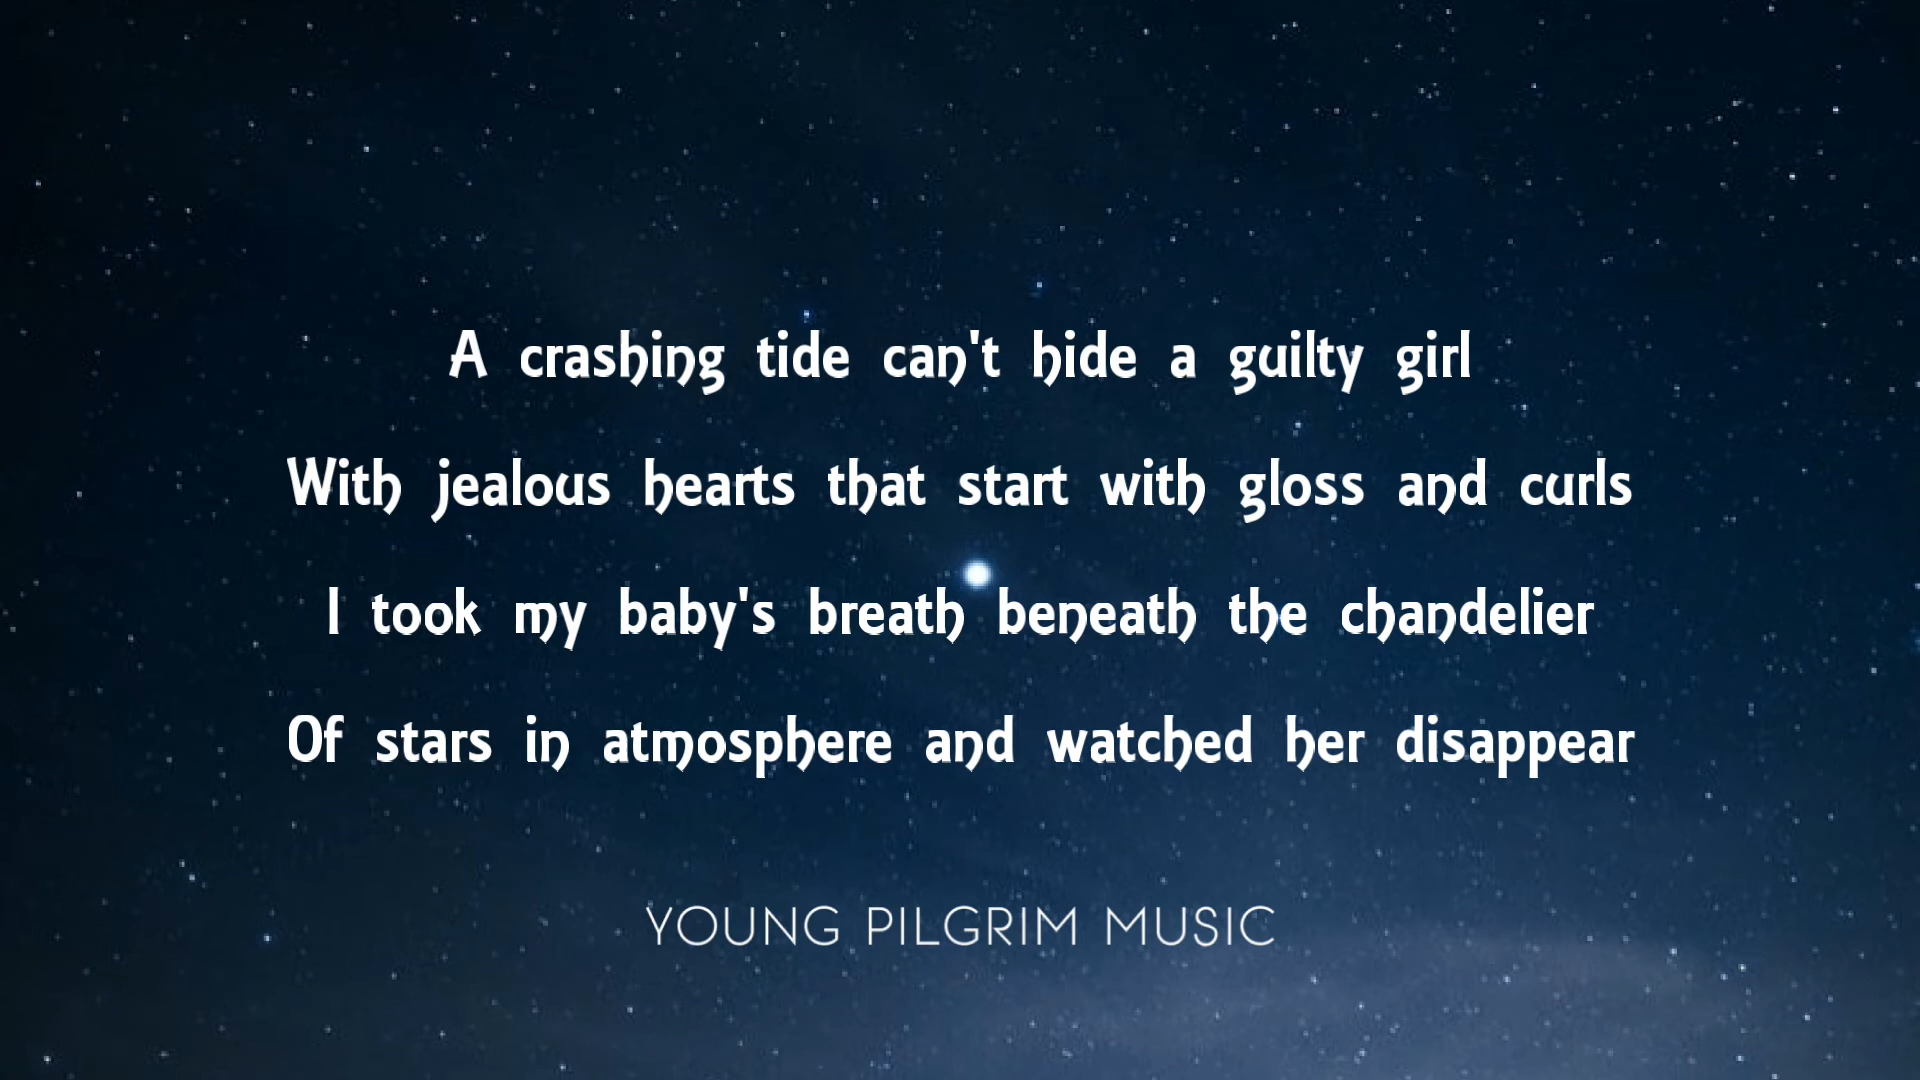 A crashing tide can't hide a guilty girl
With jealous hearts that start with gloss and curls
I took my baby's breath beneath the chandelier
Of stars in atmosphere and watched her disappear
YOUNG PILGRIM MUSIC